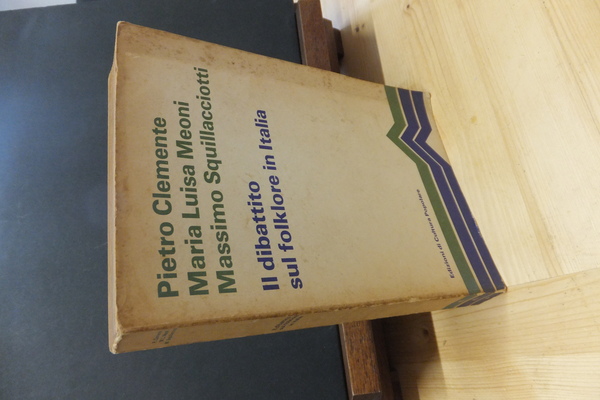 Pietro Clemente
Maria Luisa Meoni
Massimo Squillacciotti
Il dibattito
sul folklore in Italia
Edizioni di Cultura Popolare